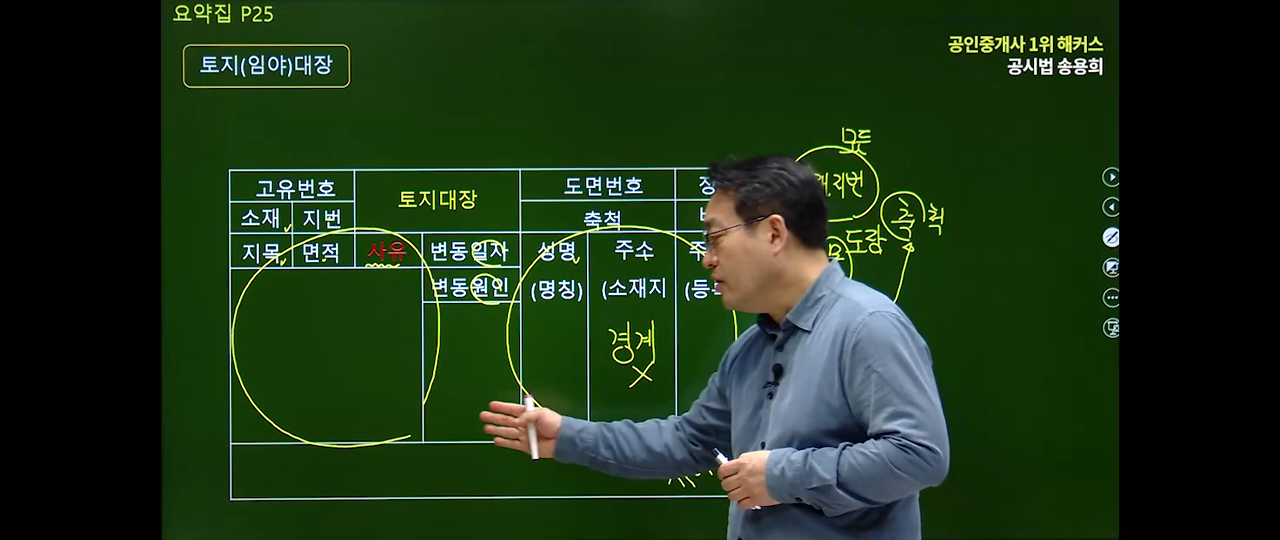 요약집 P25
토지(임야)대장
공인중개사 1위 해커스
공시법 송용희
모든
고유번호 토지대장 도면번호
소재 지번 축척
축 척
도량
지목 면적 사유 변동일자 성명 주소
변동원인 (명칭) (소재지
경계
X